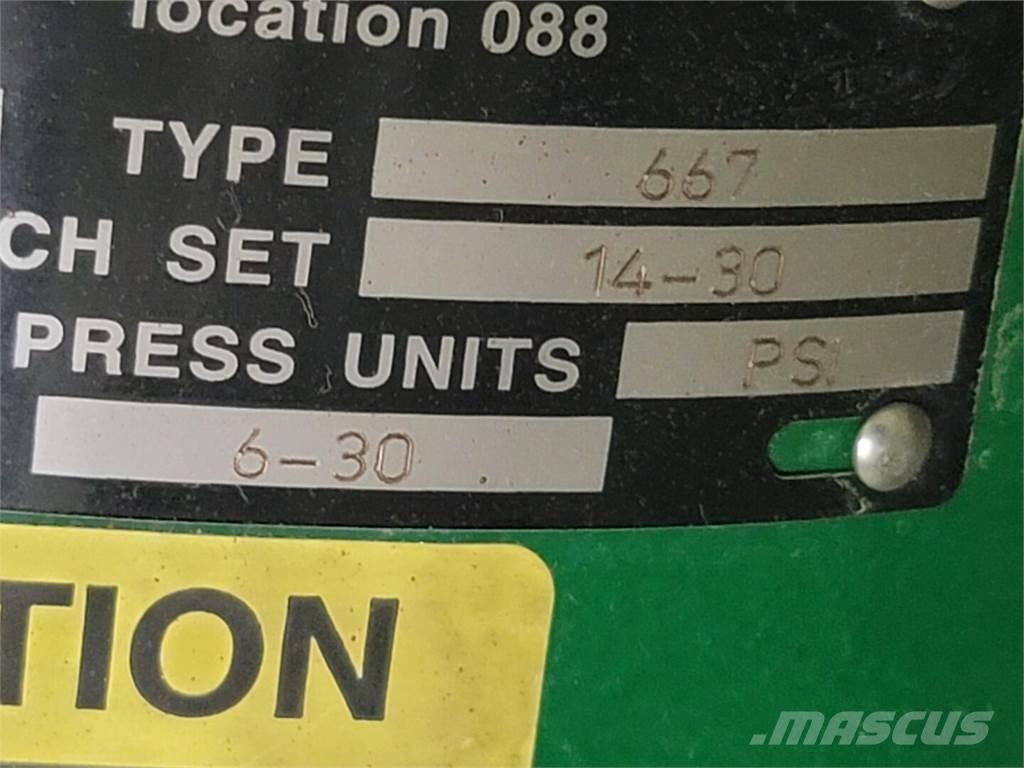 location 088
TYPE 667
CH SET 14-30
PRESS UNITS PSI
6-30
TION
.MASCUS